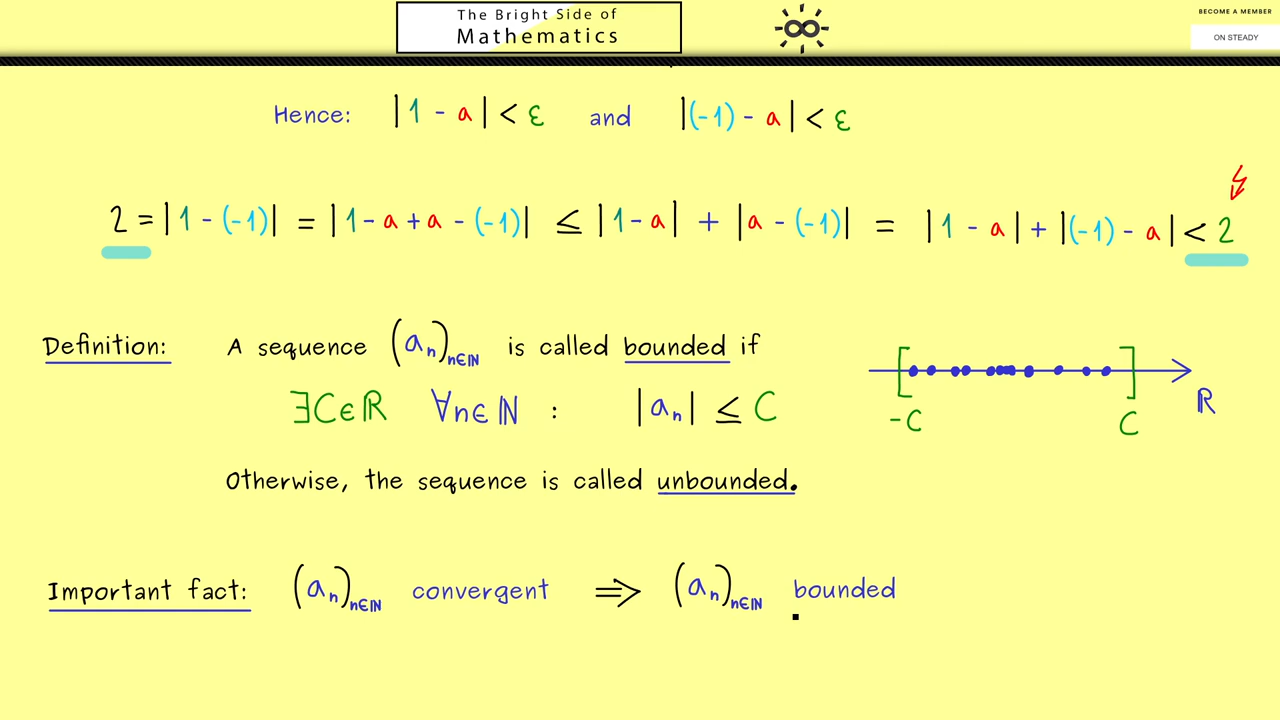 The Bright Side of
Mathematics
BECOME A MEMBER
ON STEADY
Hence: |1 - a| < ε and |(-1) - a| < ε
2 = |1 - (-1)| = |1 - a + a - (-1)| ≤ |1 - a| + |a - (-1)| = |1 - a| + |(-1) - a| < 2
Definition: A sequence (aₙ)ₙ∈ℕ is called bounded if
∃C∈ℝ ∀n∈ℕ : |aₙ| ≤ C
-C C ℝ
Otherwise, the sequence is called unbounded.
Important fact: (aₙ)ₙ∈ℕ convergent ⇒ (aₙ)ₙ∈ℕ bounded